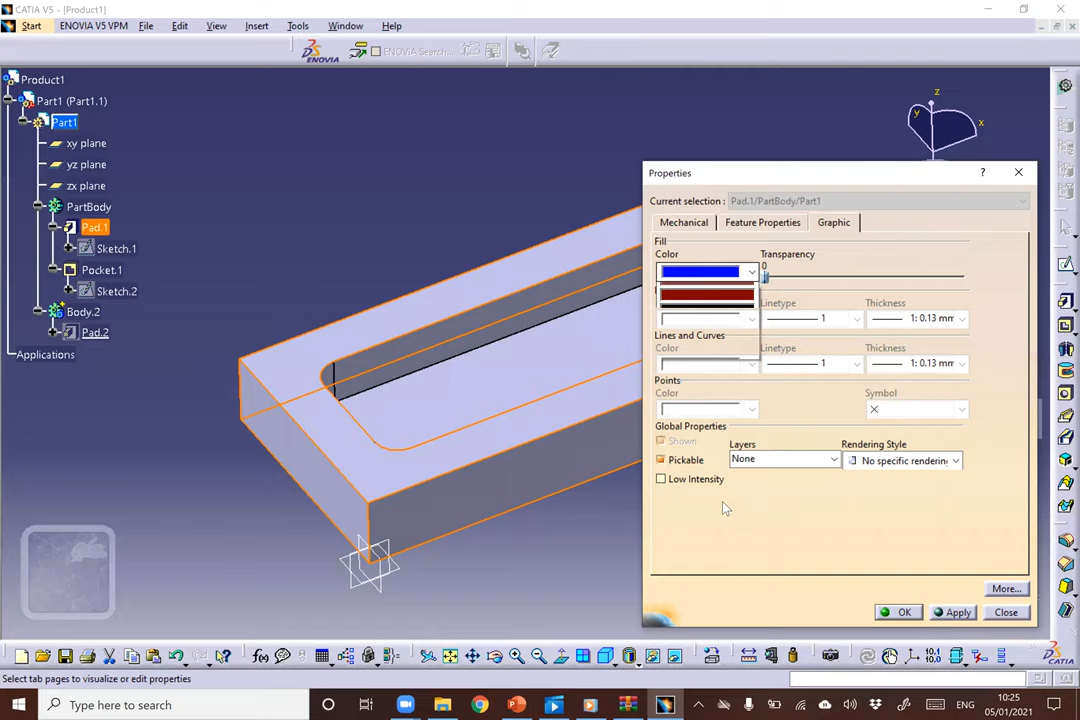 CATIA V5 - [Product1]
Start ENOVIA V5 VPM File Edit View Insert Tools Window Help
ENOVIA Search...
Product1
Part1 (Part1.1)
Part1
xy plane
yz plane
zx plane
PartBody
Pad.1
Sketch.1
Pocket.1
Sketch.2
Body.2
Pad.2
Applications
z
y
x
Properties
?
Current selection : Pad.1/PartBody/Part1
Mechanical Feature Properties Graphic
Fill
Color Transparency
0
Linetype Thickness
1 1: 0.13 mm
Lines and Curves
Color Linetype Thickness
1 1: 0.13 mm
Points
Color Symbol
Global Properties
Shown
Layers Rendering Style
Pickable None No specific rendering
Low Intensity
More...
OK Apply Close
Select tab pages to visualize or edit properties
Type here to search
ENG
10:25
05/01/2021